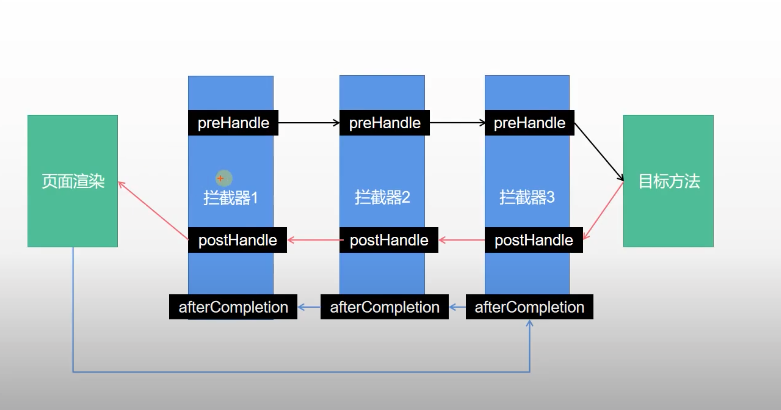 preHandle
preHandle
preHandle
页面渲染
拦截器1
拦截器2
拦截器3
目标方法
postHandle
postHandle
postHandle
afterCompletion
afterCompletion
afterCompletion